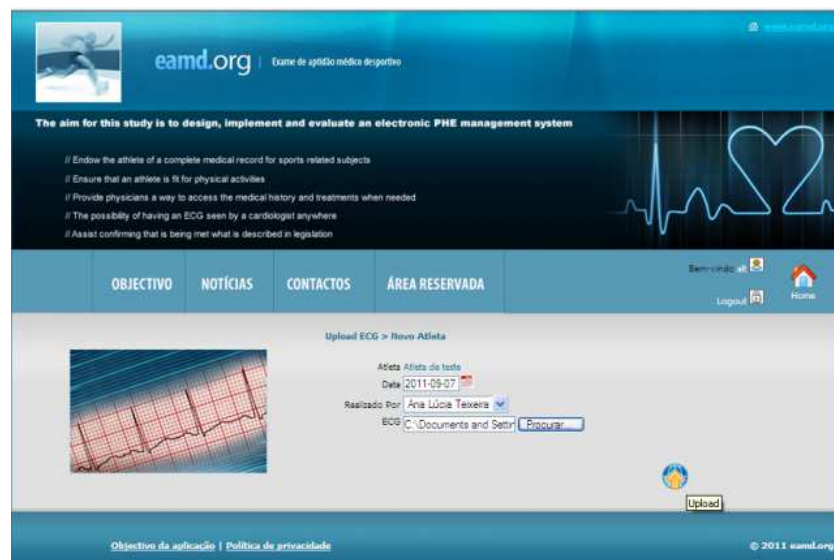 www.eamd.org
eamd.org | Exame de aptidão médico desportivo
The aim for this study is to design, implement and evaluate an electronic PHE management system
// Endow the athlete of a complete medical record for sports related subjects
// Ensure that an athlete is fit for physical activities
// Provide physicians a way to access the medical history and treatments when needed
// The possibility of having an ECG seen by a cardiologist anywhere
// Assist confirming that is being met what is described in legislation
OBJECTIVO NOTÍCIAS CONTACTOS ÁREA RESERVADA
Bem-vindo
Logout Home
Upload ECG > Novo Atleta
Atleta Atleta de teste
Data 2011-09-07
Realizado Por Ana Lúcia Teixeira
ECG C:\Documents and Settin Procurar...
Upload
Objectivo da aplicação | Política de privacidade
© 2011 eamd.org